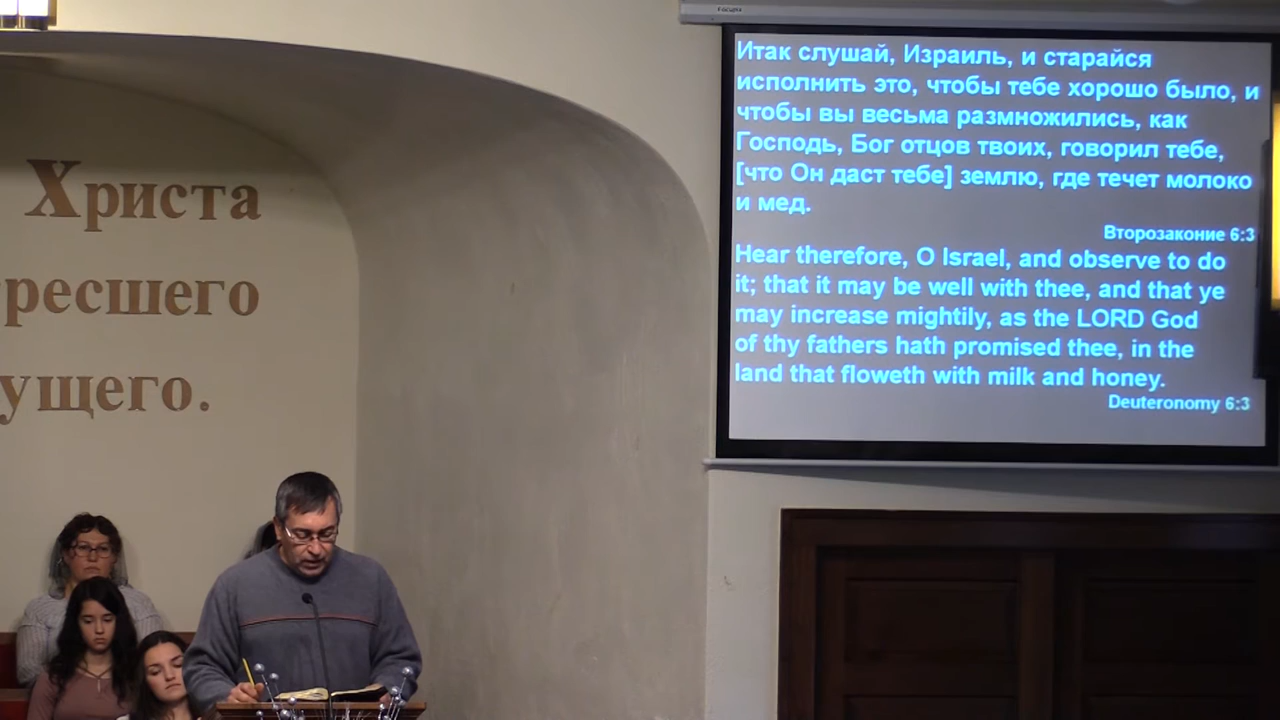 Христа
ресшего
ущего.
Итак слушай, Израиль, и старайся
исполнить это, чтобы тебе хорошо было, и
чтобы вы весьма размножились, как
Господь, Бог отцов твоих, говорил тебе,
[что Он даст тебе] землю, где течет молоко
и мед.
Второзаконие 6:3
Hear therefore, O Israel, and observe to do
it; that it may be well with thee, and that ye
may increase mightily, as the LORD God
of thy fathers hath promised thee, in the
land that floweth with milk and honey.
Deuteronomy 6:3